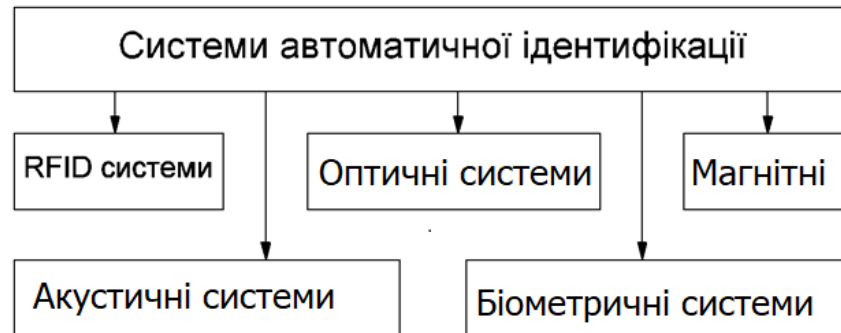 Системи автоматичної ідентифікації
RFID системи
Оптичні системи
Магнітні
Акустичні системи
Біометричні системи